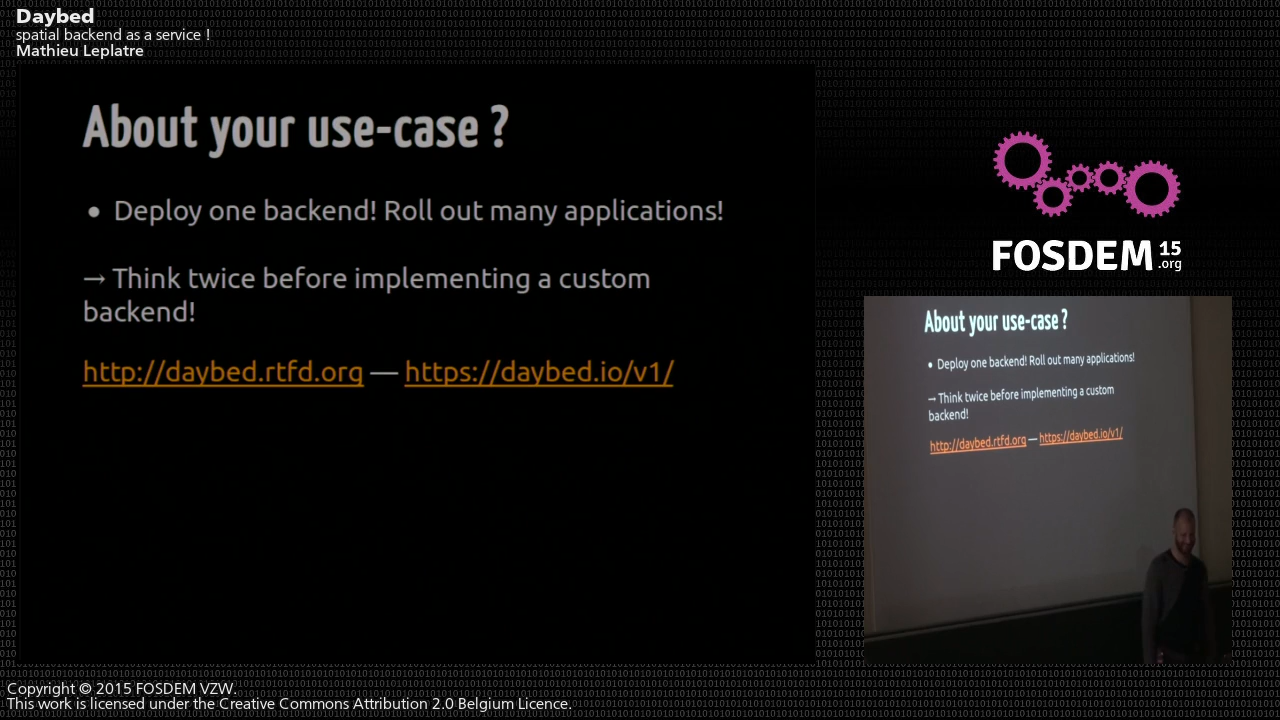 Daybed
spatial backend as a service !
Mathieu Leplatre
About your use-case ?
• Deploy one backend! Roll out many applications!
→ Think twice before implementing a custom
backend!
http://daybed.rtfd.org — https://daybed.io/v1/
FOSDEM 15
.org
About your use-case ?
• Deploy one backend! Roll out many applications!
→ Think twice before implementing a custom
backend!
http://daybed.rtfd.org — https://daybed.io/v1/
Copyright © 2015 FOSDEM VZW.
This work is licensed under the Creative Commons Attribution 2.0 Belgium Licence.